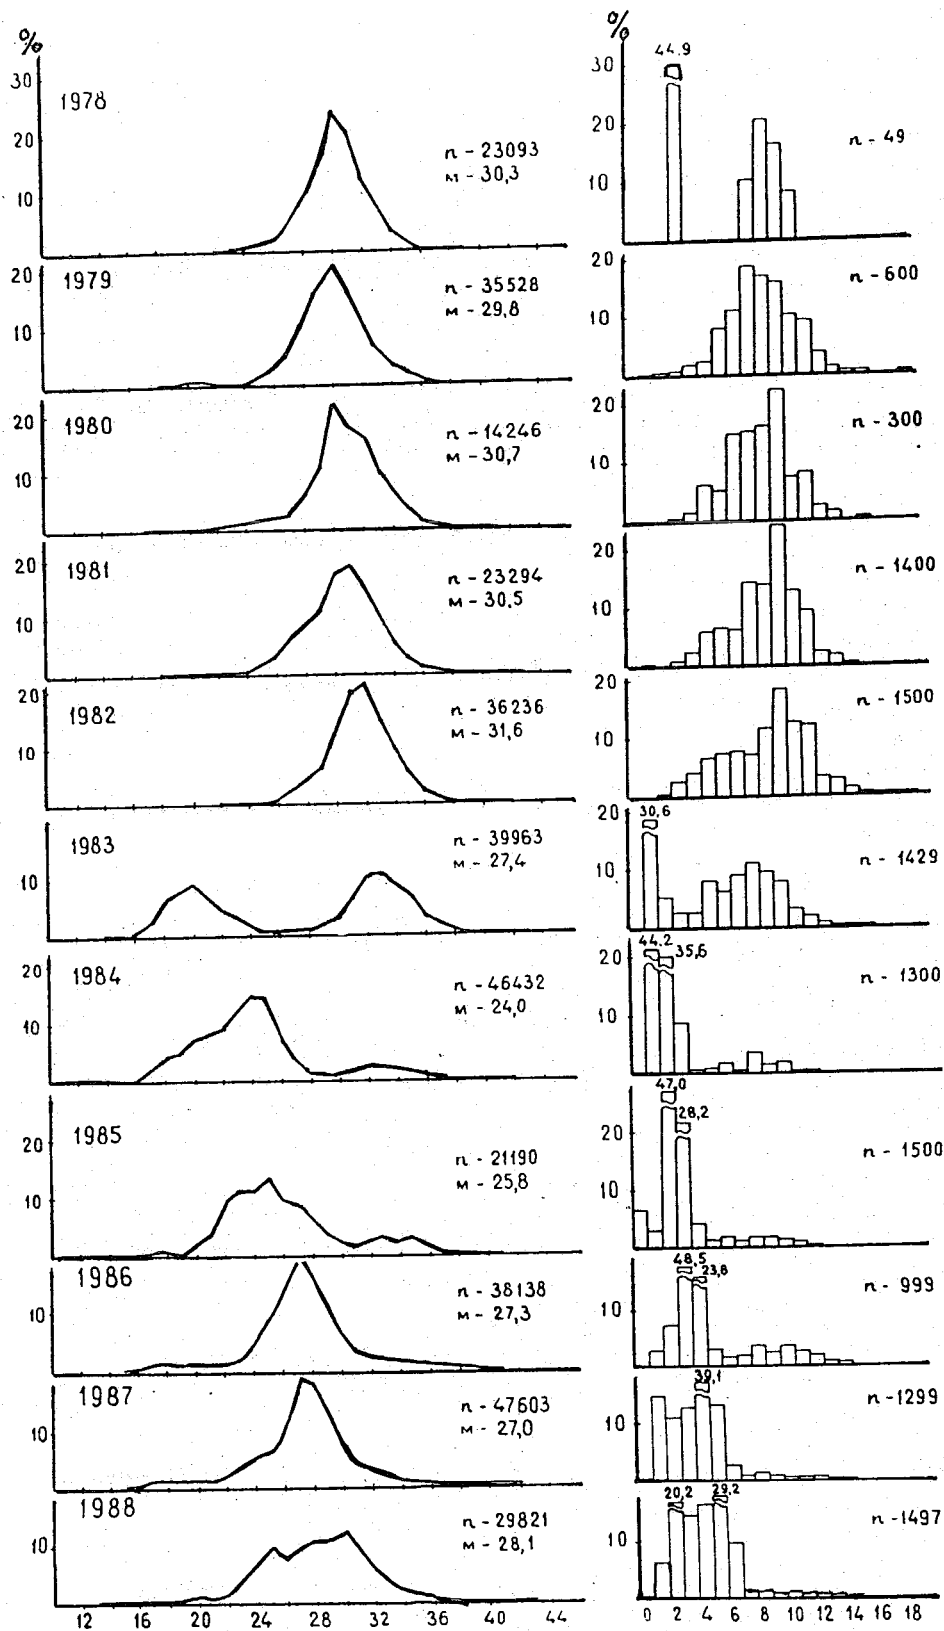 %
30
20
10
1978
n - 23093
м - 30,3
20
10
1979
n - 35528
м - 29,8
20
10
1980
n - 14246
м - 30,7
20
10
1981
n - 23294
м - 30,5
20
10
1982
n - 36236
м - 31,6
10
1983
n - 39963
м - 27,4
20
10
1984
n - 46432
м - 24,0
20
10
1985
n - 21190
м - 25,8
10
1986
n - 38138
м - 27,3
10
1987
n - 47603
м - 27,0
10
1988
n - 29821
м - 28,1
12 16 20 24 28 32 36 40 44
%
44.9
30
20
10
n - 49
20
10
n - 600
20
10
n - 300
20
10
n - 1400
20
10
n - 1500
30,6
20
10
n - 1429
44.2 35,6
20
10
n - 1300
47,0
28,2
20
10
n - 1500
48,5 23,8
10
n - 999
39,1
10
n - 1299
20,2 29,2
10
n - 1497
0 2 4 6 8 10 12 14 16 18